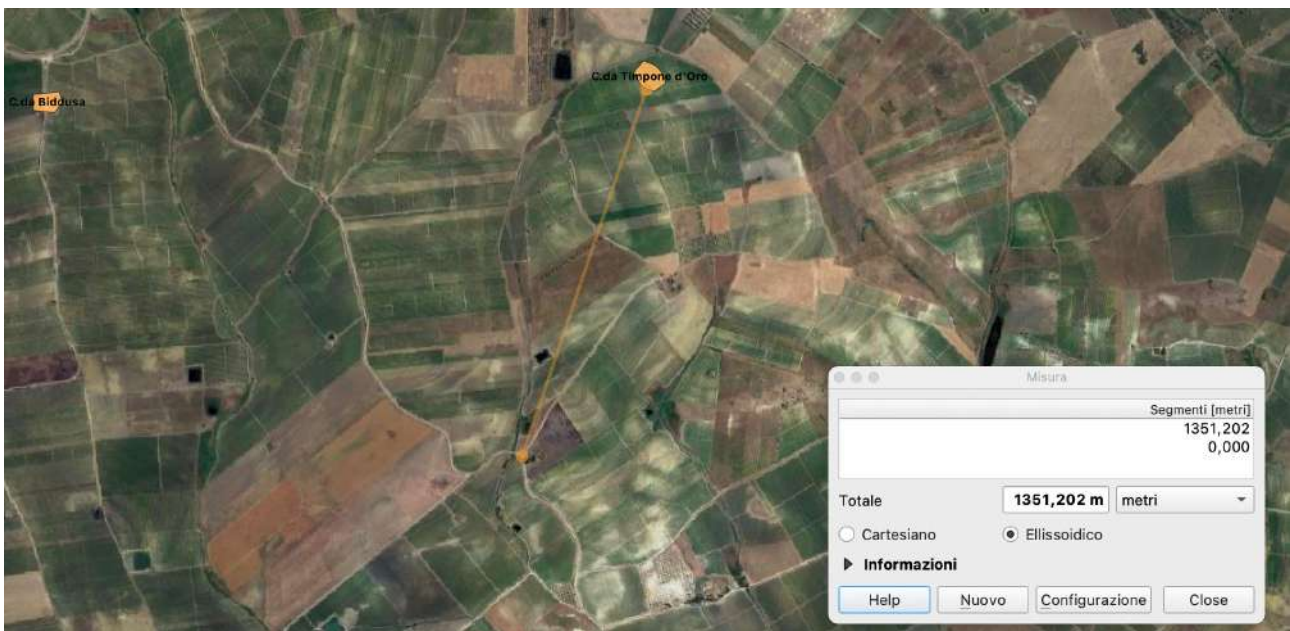 C.da Timpone d'Oro
C.da Biddusa
Misura
Segmenti [metri]
1351,202
0,000
Totale 1351,202 m metri
Cartesiano Ellissoidico
Informazioni
Help Nuovo Configurazione Close